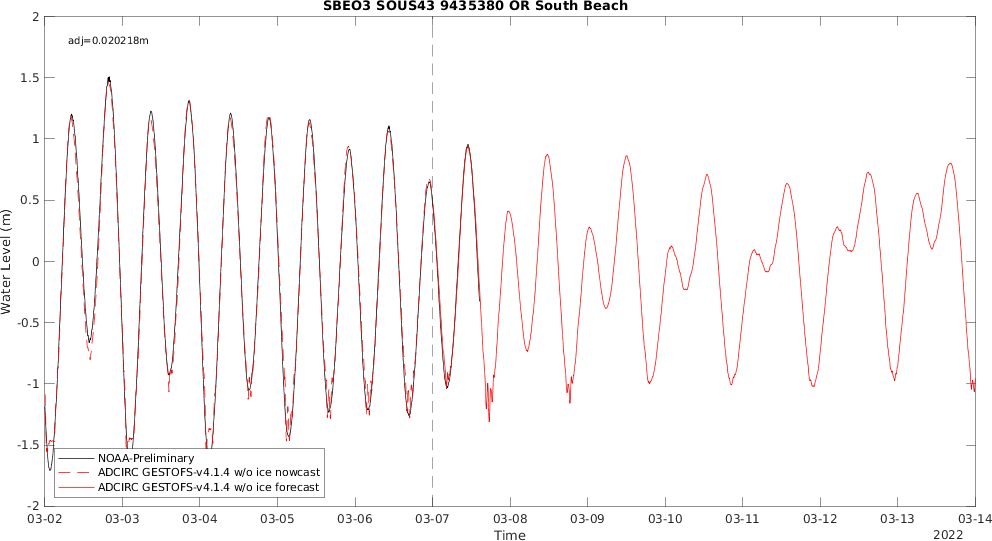 SBEO3 SOUS43 9435380 OR South Beach
adj=0.020218m
2
1.5
1
0.5
0
-0.5
-1
-1.5
-2
Water Level (m)
NOAA-Preliminary
ADCIRC GESTOFS-v4.1.4 w/o ice nowcast
ADCIRC GESTOFS-v4.1.4 w/o ice forecast
03-02 03-03 03-04 03-05 03-06 03-07 03-08 03-09 03-10 03-11 03-12 03-13 03-14
Time
2022